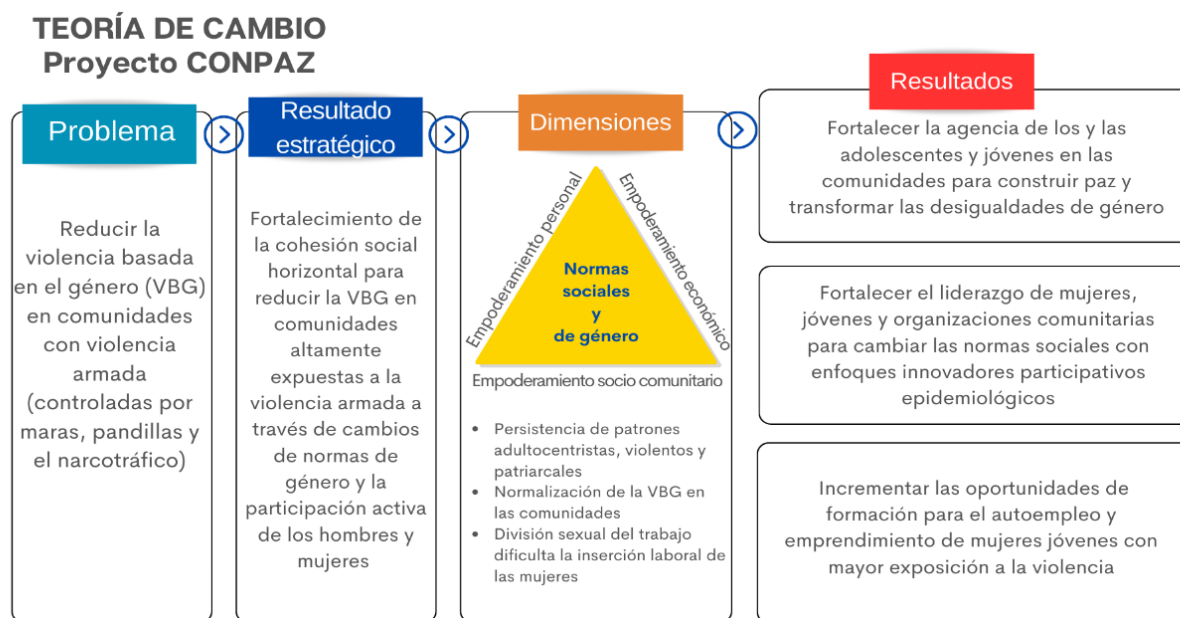 TEORÍA DE CAMBIO
Proyecto CONPAZ
Problema
Reducir la
violencia basada
en el género (VBG)
en comunidades
con violencia
armada
(controladas por
maras, pandillas y
el narcotráfico)
Resultado
estratégico
Fortalecimiento de
la cohesión social
horizontal para
reducir la VBG en
comunidades
altamente
expuestas a la
violencia armada a
través de cambios
de normas de
género y la
participación activa
de los hombres y
mujeres
Dimensiones
Empoderamiento personal
Empoderamiento económico
Normas
sociales
y
de género
Empoderamiento socio comunitario
• Persistencia de patrones
adultocentristas, violentos y
patriarcales
• Normalización de la VBG en
las comunidades
• División sexual del trabajo
dificulta la inserción laboral de
las mujeres
Resultados
Fortalecer la agencia de los y las
adolescentes y jóvenes en las
comunidades para construir paz y
transformar las desigualdades de género
Fortalecer el liderazgo de mujeres,
jóvenes y organizaciones comunitarias
para cambiar las normas sociales con
enfoques innovadores participativos
epidemiológicos
Incrementar las oportunidades de
formación para el autoempleo y
emprendimiento de mujeres jóvenes con
mayor exposición a la violencia